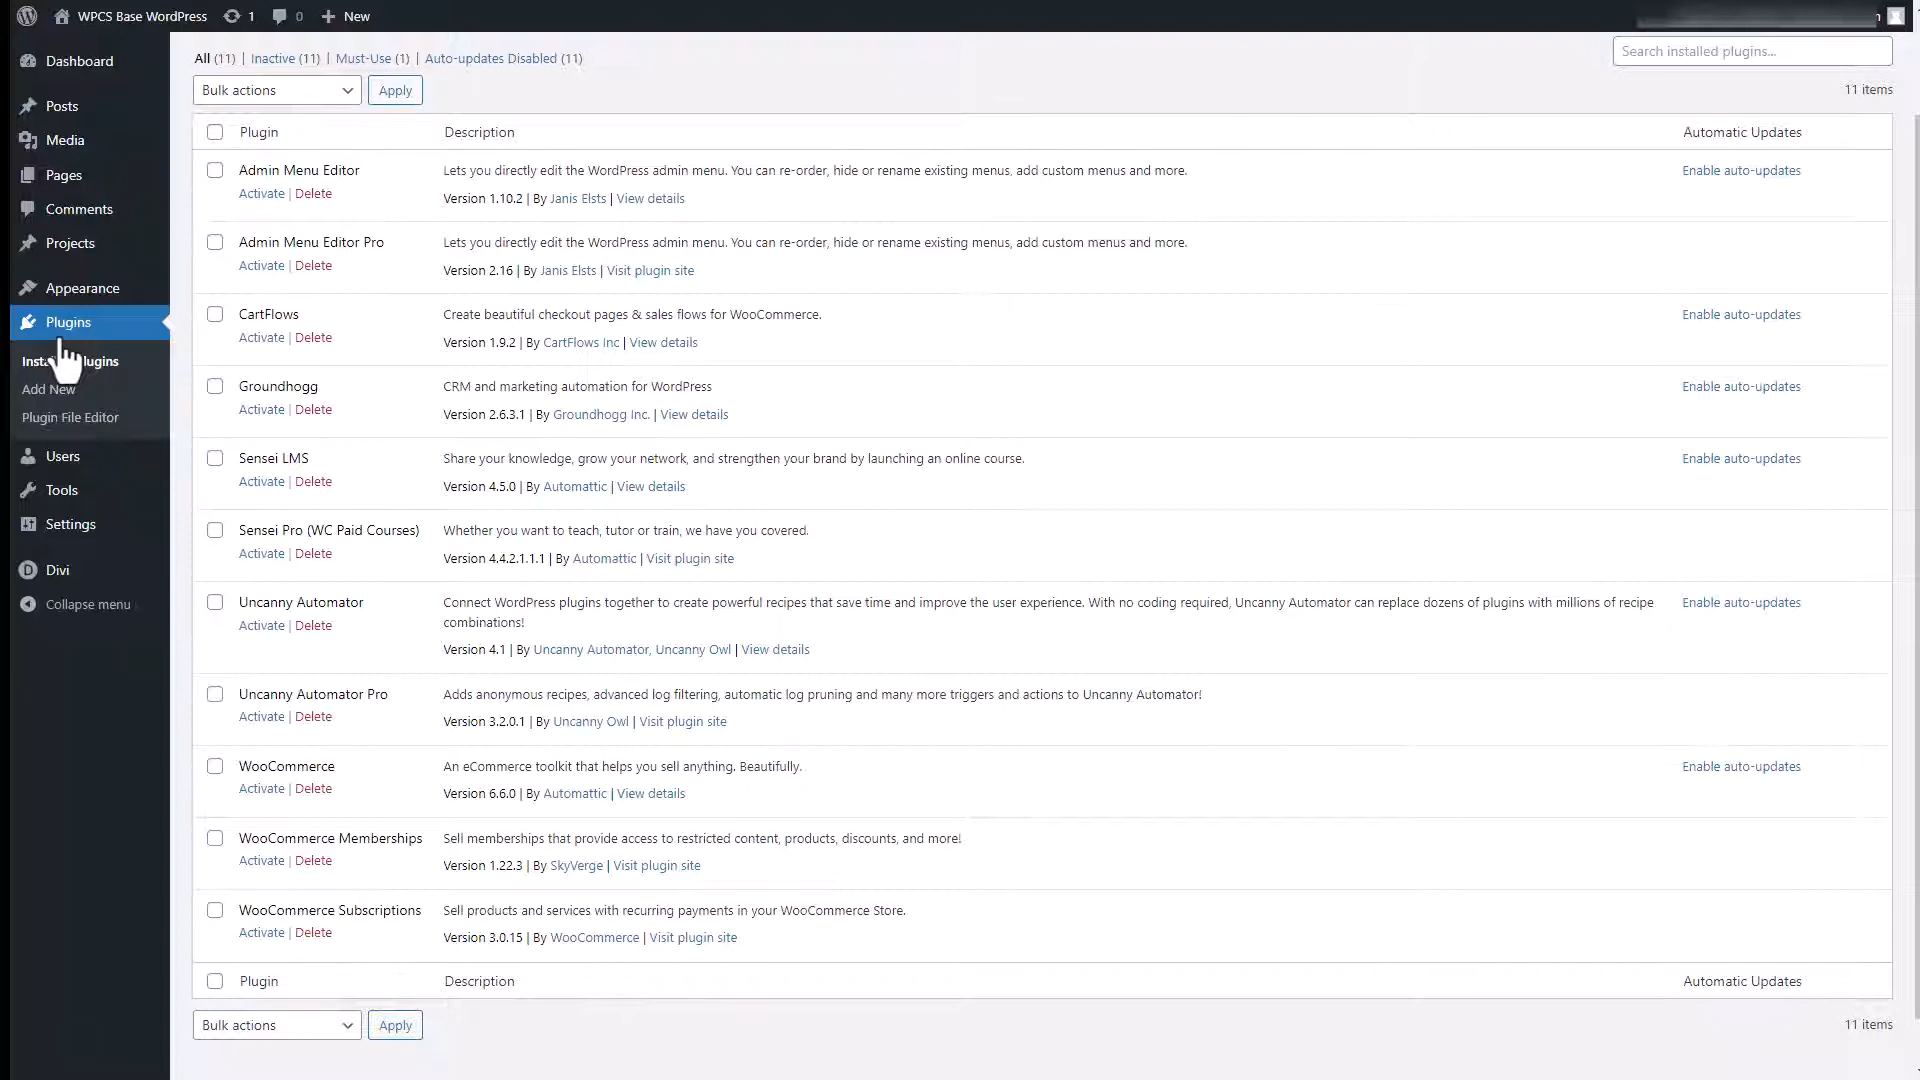 WPCS Base WordPress 1 0 New
Dashboard
Posts
Media
Pages
Comments
Projects
Appearance
Plugins
Installed Plugins
Add New
Plugin File Editor
Users
Tools
Settings
Divi
Collapse menu
All (11) | Inactive (11) | Must-Use (1) | Auto-updates Disabled (11)
Search installed plugins...
Bulk actions Apply
11 items
Plugin Description Automatic Updates
Admin Menu Editor Lets you directly edit the WordPress admin menu. You can re-order, hide or rename existing menus, add custom menus and more. Enable auto-updates
Activate | Delete
Version 1.10.2 | By Janis Elsts | View details
Admin Menu Editor Pro Lets you directly edit the WordPress admin menu. You can re-order, hide or rename existing menus, add custom menus and more.
Activate | Delete
Version 2.16 | By Janis Elsts | Visit plugin site
CartFlows Create beautiful checkout pages & sales flows for WooCommerce. Enable auto-updates
Activate | Delete
Version 1.9.2 | By CartFlows Inc | View details
Groundhogg CRM and marketing automation for WordPress Enable auto-updates
Activate | Delete
Version 2.6.3.1 | By Groundhogg Inc. | View details
Sensei LMS Share your knowledge, grow your network, and strengthen your brand by launching an online course. Enable auto-updates
Activate | Delete
Version 4.5.0 | By Automattic | View details
Sensei Pro (WC Paid Courses) Whether you want to teach, tutor or train, we have you covered.
Activate | Delete
Version 4.4.2.1.1.1 | By Automattic | Visit plugin site
Uncanny Automator Connect WordPress plugins together to create powerful recipes that save time and improve the user experience. With no coding required, Uncanny Automator can replace dozens of plugins with millions of recipe Enable auto-updates
Activate | Delete combinations!
Version 4.1 | By Uncanny Automator, Uncanny Owl | View details
Uncanny Automator Pro Adds anonymous recipes, advanced log filtering, automatic log pruning and many more triggers and actions to Uncanny Automator!
Activate | Delete
Version 3.2.0.1 | By Uncanny Owl | Visit plugin site
WooCommerce An eCommerce toolkit that helps you sell anything. Beautifully. Enable auto-updates
Activate | Delete
Version 6.6.0 | By Automattic | View details
WooCommerce Memberships Sell memberships that provide access to restricted content, products, discounts, and more!
Activate | Delete
Version 1.22.3 | By SkyVerge | Visit plugin site
WooCommerce Subscriptions Sell products and services with recurring payments in your WooCommerce Store.
Activate | Delete
Version 3.0.15 | By WooCommerce | Visit plugin site
Plugin Description Automatic Updates
Bulk actions Apply
11 items